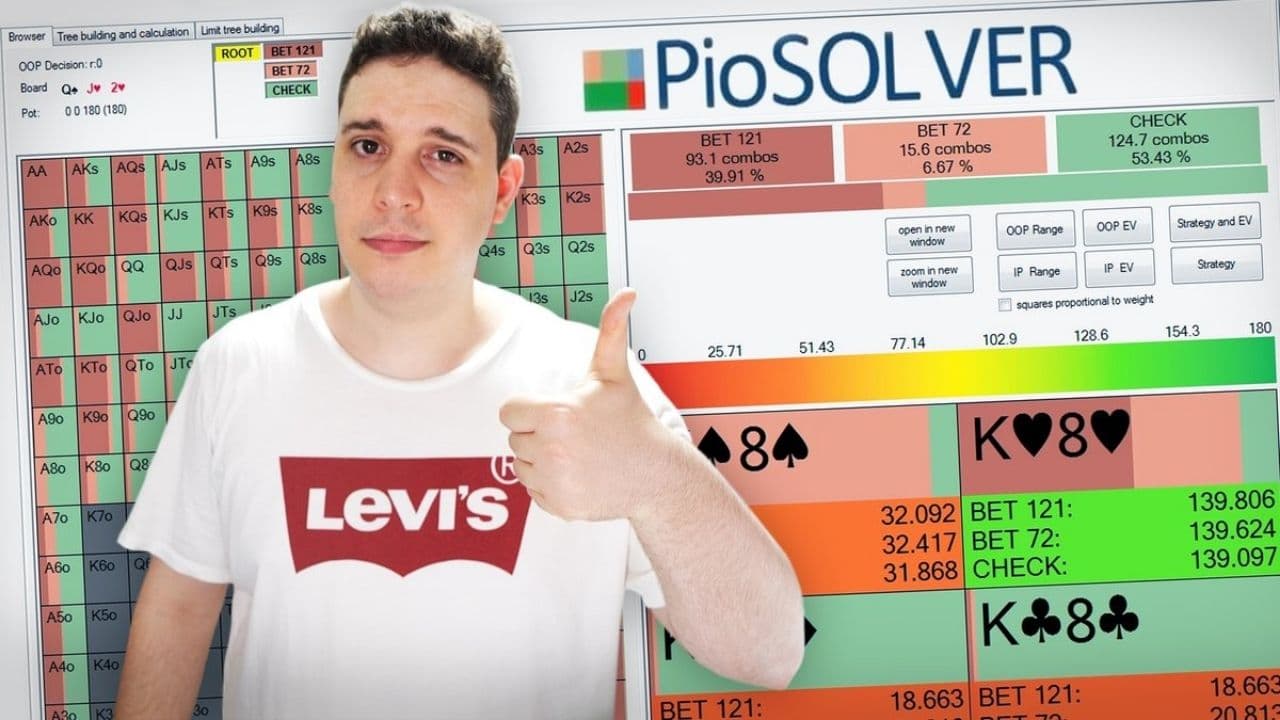 Browser Tree building and calculation Limit tree building
OOP Decision: r:0
Board Q♠ J♥ 2♥
Pot: 0 0 180 (180)
ROOT BET 121
BET 72
CHECK
PioSOLVER
AA AKs AQs AJs ATs A9s A8s A3s A2s
AKo KK KQs KJs KTs K9s K8s K3s K2s
AQo KQo QQ QJs QTs Q9s Q8s Q4s Q3s Q2s
AJo KJo QJo JJ JTs J3s J2s
ATo KTo QTo
A9o K9o Q9o
A8o K8o
A7o K7o
A6o K6o
A5o K5o
A4o K4o
A3o
BET 121
93.1 combos
39.91 %
BET 72
15.6 combos
6.67 %
CHECK
124.7 combos
53.43 %
open in new
window
OOP Range OOP EV Strategy and EV
zoom in new
window
IP Range IP EV Strategy
squares proportional to weight
0 25.71 51.43 77.14 102.9 128.6 154.3 180
♠8♠
32.092
32.417
31.868
K♥8♥
BET 121: 139.806
BET 72: 139.624
CHECK: 139.097
K♣8♣
BET 121: 18.663
BET 121: 18.663
20.813
LEVI'S®